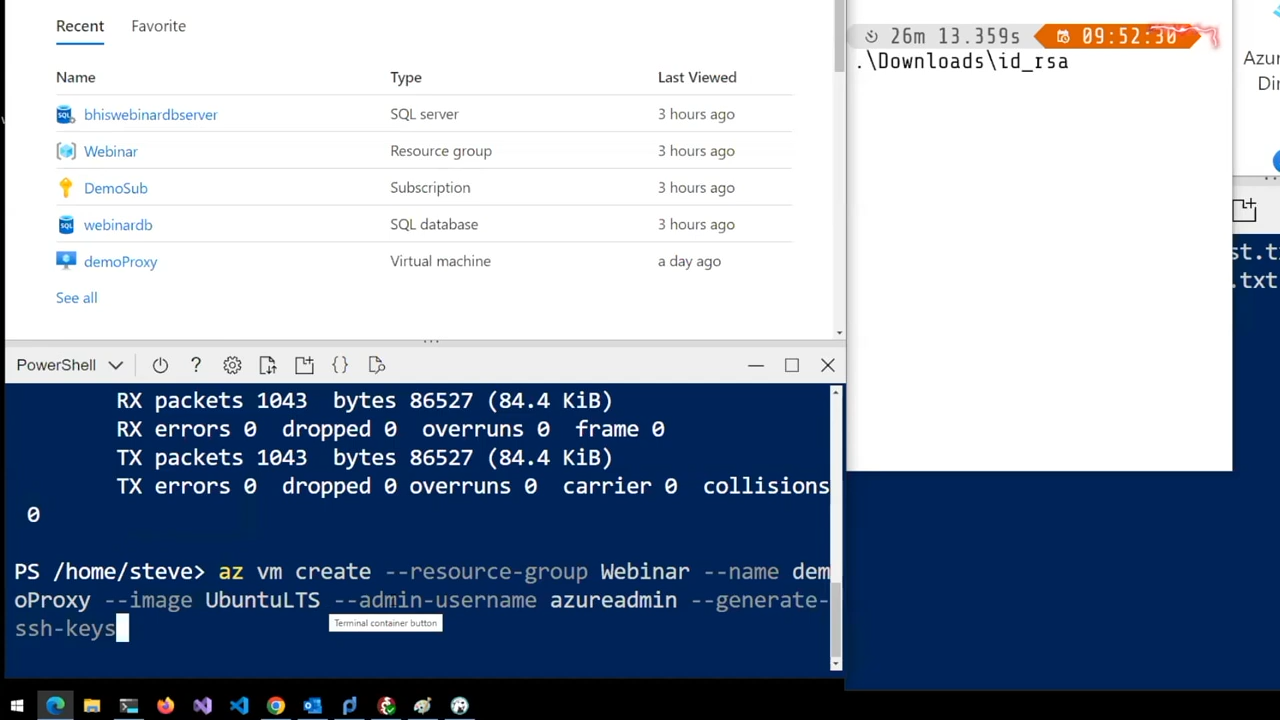 Recent Favorite
Name Type Last Viewed
bhiswebinardbserver SQL server 3 hours ago
Webinar Resource group 3 hours ago
DemoSub Subscription 3 hours ago
webinardb SQL database 3 hours ago
demoProxy Virtual machine a day ago
See all
26m 13.359s 09:52:30
.\Downloads\id_rsa
Azur
Dir
st.t
.txt
PowerShell
RX packets 1043 bytes 86527 (84.4 KiB)
RX errors 0 dropped 0 overruns 0 frame 0
TX packets 1043 bytes 86527 (84.4 KiB)
TX errors 0 dropped 0 overruns 0 carrier 0 collisions
0
PS /home/steve> az vm create --resource-group Webinar --name dem
oProxy --image UbuntuLTS --admin-username azureadmin --generate-
ssh-keys
Terminal container button